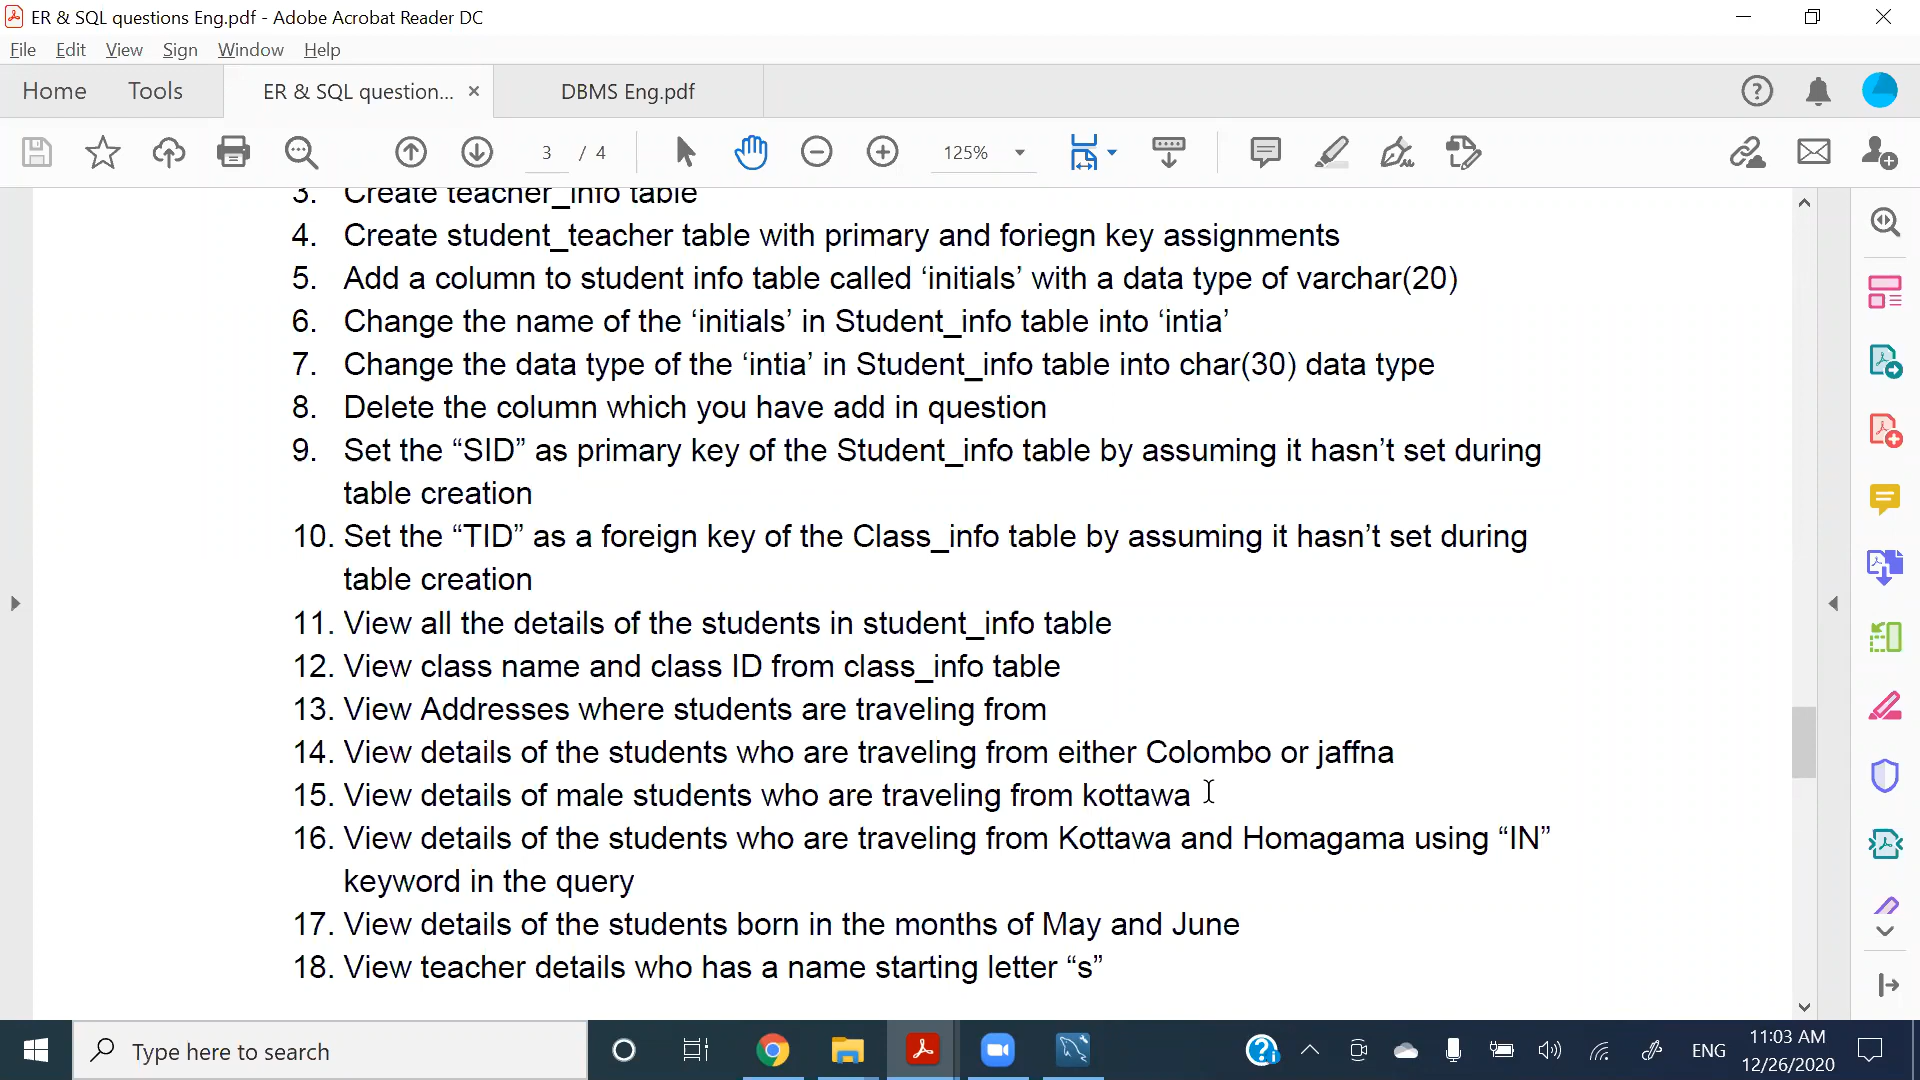 ER & SQL questions Eng.pdf - Adobe Acrobat Reader DC
File Edit View Sign Window Help
Home Tools ER & SQL question... × DBMS Eng.pdf
3 / 4 125%
3. Create teacher_info table
4. Create student_teacher table with primary and foriegn key assignments
5. Add a column to student info table called ‘initials’ with a data type of varchar(20)
6. Change the name of the ‘initials’ in Student_info table into ‘intia’
7. Change the data type of the ‘intia’ in Student_info table into char(30) data type
8. Delete the column which you have add in question
9. Set the “SID” as primary key of the Student_info table by assuming it hasn’t set during
table creation
10. Set the “TID” as a foreign key of the Class_info table by assuming it hasn’t set during
table creation
11. View all the details of the students in student_info table
12. View class name and class ID from class_info table
13. View Addresses where students are traveling from
14. View details of the students who are traveling from either Colombo or jaffna
15. View details of male students who are traveling from kottawa
16. View details of the students who are traveling from Kottawa and Homagama using “IN”
keyword in the query
17. View details of the students born in the months of May and June
18. View teacher details who has a name starting letter “s”
Type here to search
ENG
11:03 AM
12/26/2020